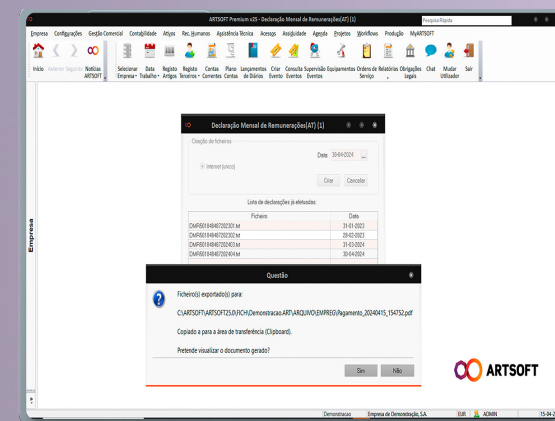 ARTSOFT Premium v25 - Declaração Mensal de Remunerações(AT) (1)
Pesquisa Rápida
Empresa Configurações Gestão Comercial Contabilidade Ativos Rec. Humanos Assistência Técnica Acessos Assiduidade Agenda Projetos Workflows Produção MyARTSOFT
Início Anterior Seguinte Notícias ARTSOFT Selecionar Empresa Data Trabalho Registo Artigos Registo Terceiros Contas Correntes Plano Contas Lançamentos de Diários Criar Evento Consulta Eventos Supervisão Eventos Equipamentos Ordens de Serviço Relatórios Obrigações Legais Chat Mudar Utilizador Sair
Empresa
Declaração Mensal de Remunerações(AT) (1)
Criação de ficheiros
Data: 30-04-2024 ...
Internet (único)
Criar Cancelar
Lista de declarações já efetuadas:
Ficheiro Data
31-01-2023
28-02-2023
31-03-2024
30-04-2024
Questão
Ficheiro(s) exportado(s) para:
C:\ARTSOFT\ARTSOFT25.0\FICH\Demonstracao.ART\ARQUIVO\EMPREG\Pagamento_20240415_154752.pdf
Copiado a para a área de transferência (Clipboard).
Pretende visualizar o documento gerado?
Sim Não
ARTSOFT
Demonstracao Empresa de Demonstração, S.A. EUR ADMIN